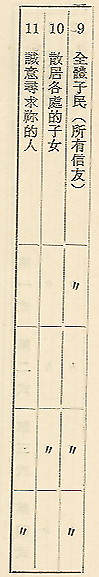 9 全體子民（所有信友） 〃 〃 〃
10 散居各處的子女 〃
11 誠意尋求祢的人 〃